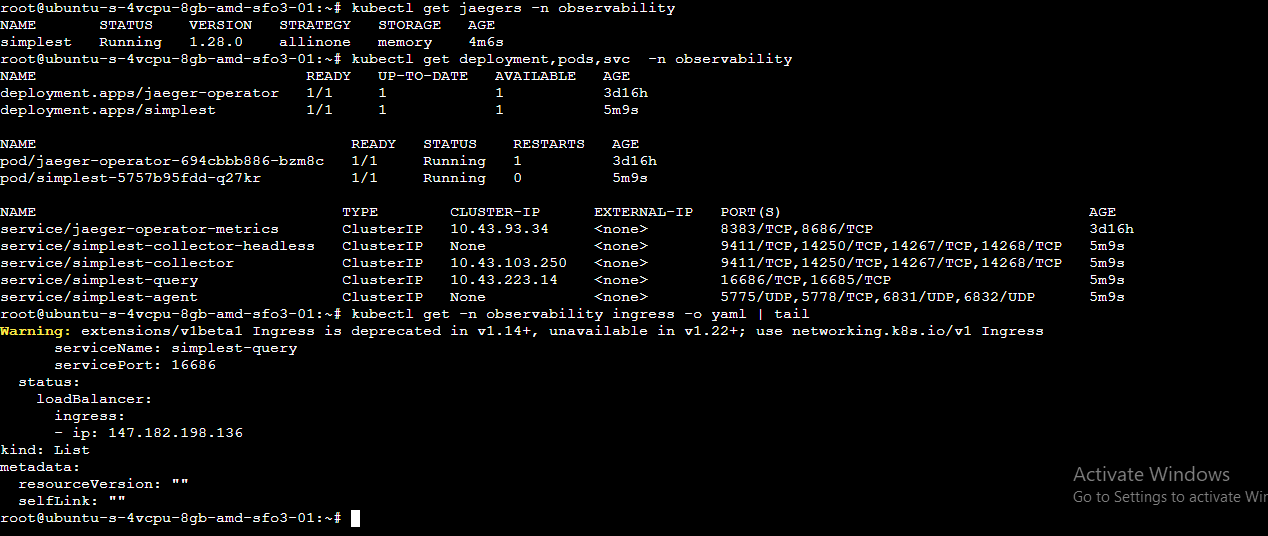 root@ubuntu-s-4vcpu-8gb-amd-sfo3-01:~# kubectl get jaegers -n observability
NAME       STATUS    VERSION   STRATEGY   STORAGE   AGE
simplest   Running   1.28.0    allinone   memory    4m6s
root@ubuntu-s-4vcpu-8gb-amd-sfo3-01:~# kubectl get deployment,pods,svc  -n observability
NAME                              READY   UP-TO-DATE   AVAILABLE   AGE
deployment.apps/jaeger-operator   1/1     1            1           3d16h
deployment.apps/simplest          1/1     1            1           5m9s

NAME                                   READY   STATUS    RESTARTS   AGE
pod/jaeger-operator-694cbbb886-bzm8c   1/1     Running   1          3d16h
pod/simplest-5757b95fdd-q27kr          1/1     Running   0          5m9s

NAME                                  TYPE        CLUSTER-IP      EXTERNAL-IP   PORT(S)                                  AGE
service/jaeger-operator-metrics       ClusterIP   10.43.93.34     <none>        8383/TCP,8686/TCP                        3d16h
service/simplest-collector-headless   ClusterIP   None            <none>        9411/TCP,14250/TCP,14267/TCP,14268/TCP   5m9s
service/simplest-collector            ClusterIP   10.43.103.250   <none>        9411/TCP,14250/TCP,14267/TCP,14268/TCP   5m9s
service/simplest-query                ClusterIP   10.43.223.14    <none>        16686/TCP,16685/TCP                      5m9s
service/simplest-agent                ClusterIP   None            <none>        5775/UDP,5778/TCP,6831/UDP,6832/UDP      5m9s
root@ubuntu-s-4vcpu-8gb-amd-sfo3-01:~# kubectl get -n observability ingress -o yaml | tail
Warning: extensions/v1beta1 Ingress is deprecated in v1.14+, unavailable in v1.22+; use networking.k8s.io/v1 Ingress
      serviceName: simplest-query
      servicePort: 16686
  status:
    loadBalancer:
      ingress:
      - ip: 147.182.198.136
kind: List
metadata:
  resourceVersion: ""
  selfLink: ""
root@ubuntu-s-4vcpu-8gb-amd-sfo3-01:~#
Activate Windows
Go to Settings to activate Wi